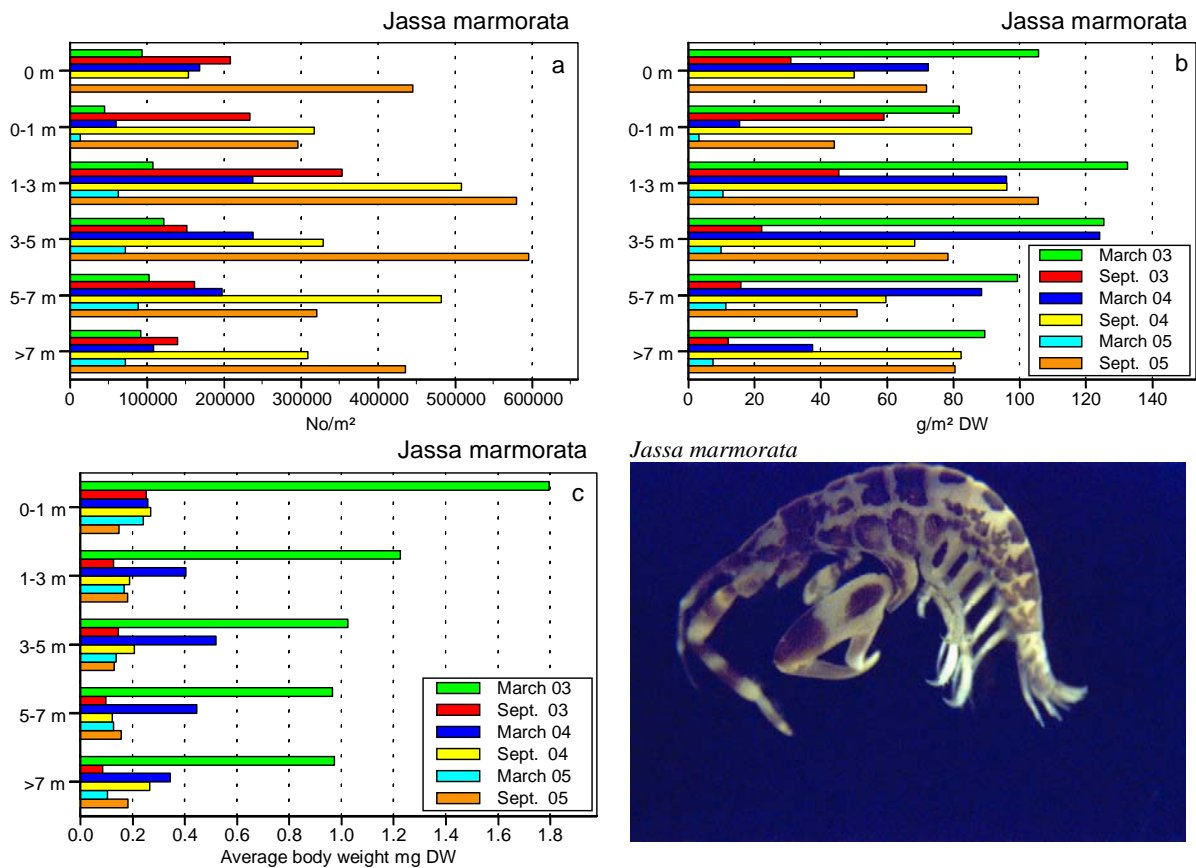 Jassa marmorata
a
0 m
0-1 m
1-3 m
3-5 m
5-7 m
>7 m
0 100000 200000 300000 400000 500000 600000
No/m²
Jassa marmorata
b
0 m
0-1 m
1-3 m
3-5 m
5-7 m
>7 m
March 03
Sept. 03
March 04
Sept. 04
March 05
Sept. 05
0 20 40 60 80 100 120 140
g/m² DW
Jassa marmorata
c
0-1 m
1-3 m
3-5 m
5-7 m
>7 m
March 03
Sept. 03
March 04
Sept. 04
March 05
Sept. 05
0.0 0.2 0.4 0.6 0.8 1.0 1.2 1.4 1.6 1.8
Average body weight mg DW
Jassa marmorata